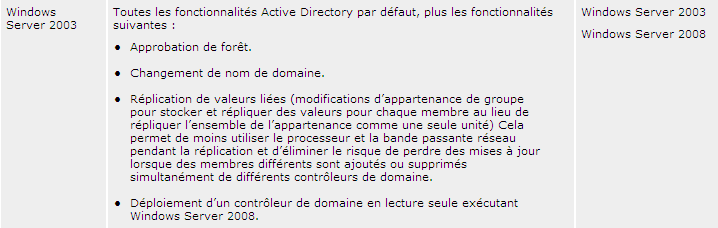 Windows
Server 2003
Toutes les fonctionnalités Active Directory par défaut, plus les fonctionnalités
suivantes :
● Approbation de forêt.
● Changement de nom de domaine.
● Réplication de valeurs liées (modifications d’appartenance de groupe
pour stocker et répliquer des valeurs pour chaque membre au lieu de
répliquer l’ensemble de l’appartenance comme une seule unité) Cela
permet de moins utiliser le processeur et la bande passante réseau
pendant la réplication et d’éliminer le risque de perdre des mises à jour
lorsque des membres différents sont ajoutés ou supprimés
simultanément de différents contrôleurs de domaine.
● Déploiement d’un contrôleur de domaine en lecture seule exécutant
Windows Server 2008.
Windows Server 2003
Windows Server 2008